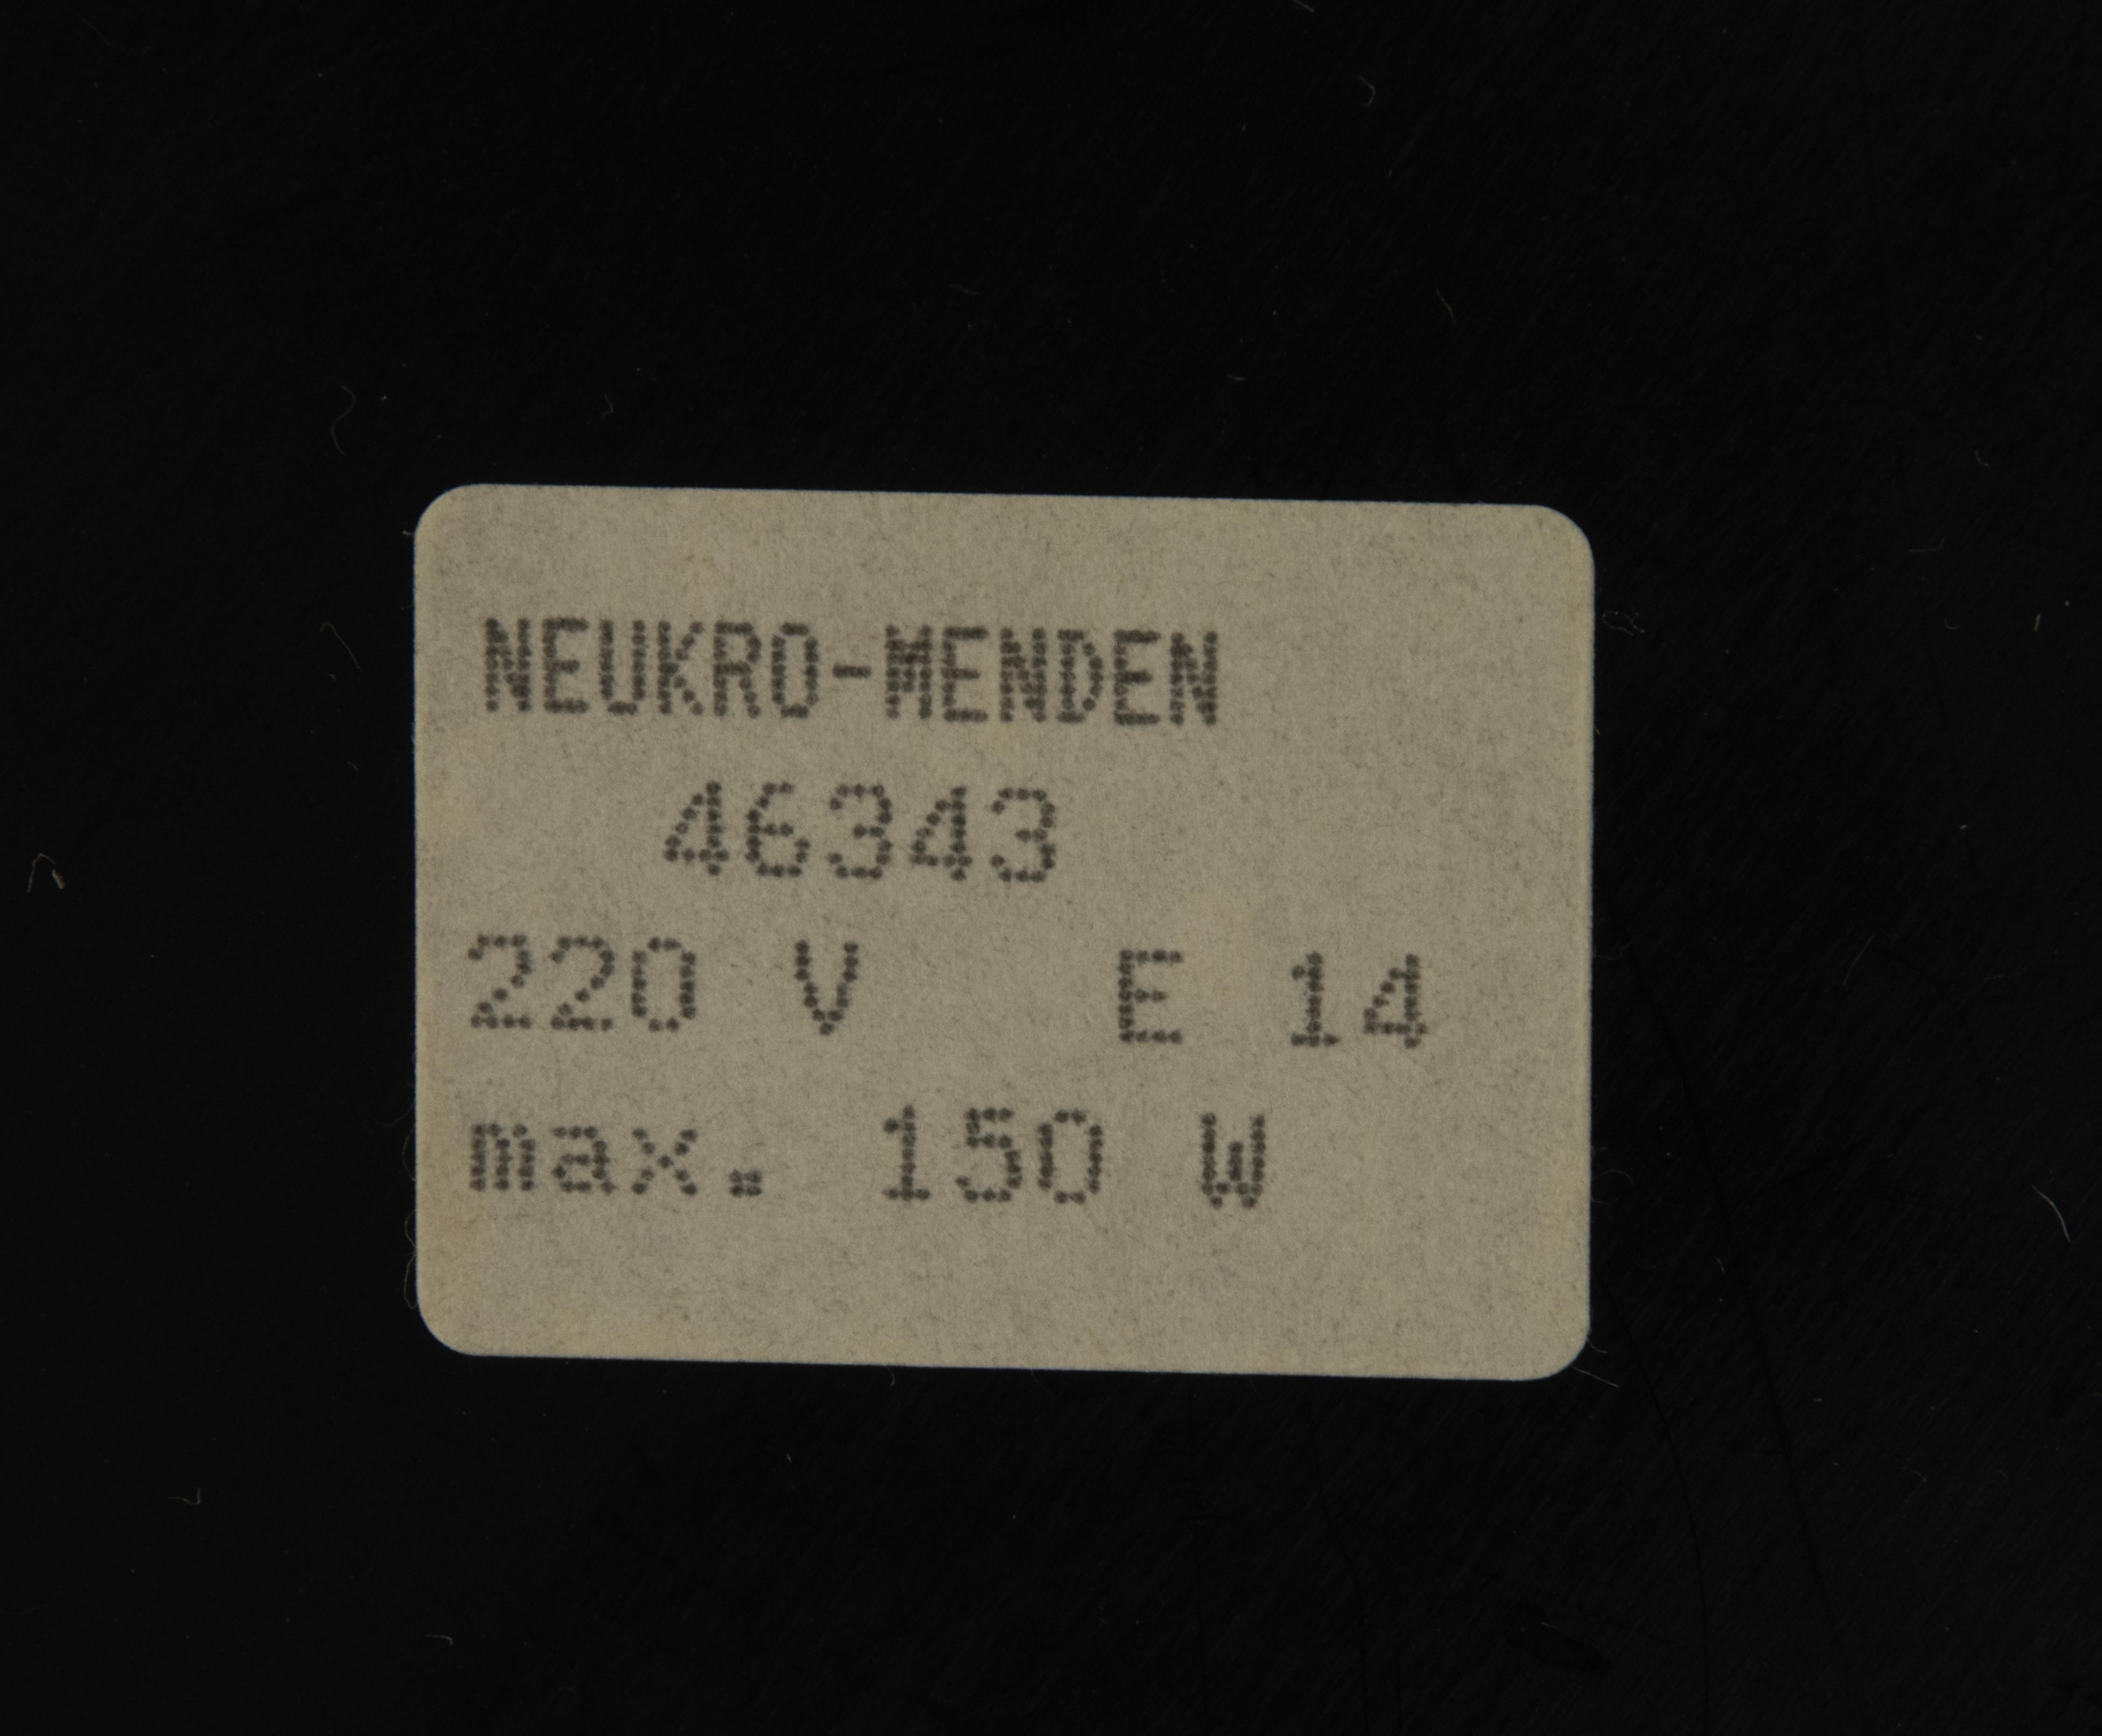 NEUKRO-MENDEN
46343
220 V E 14
max. 150 W